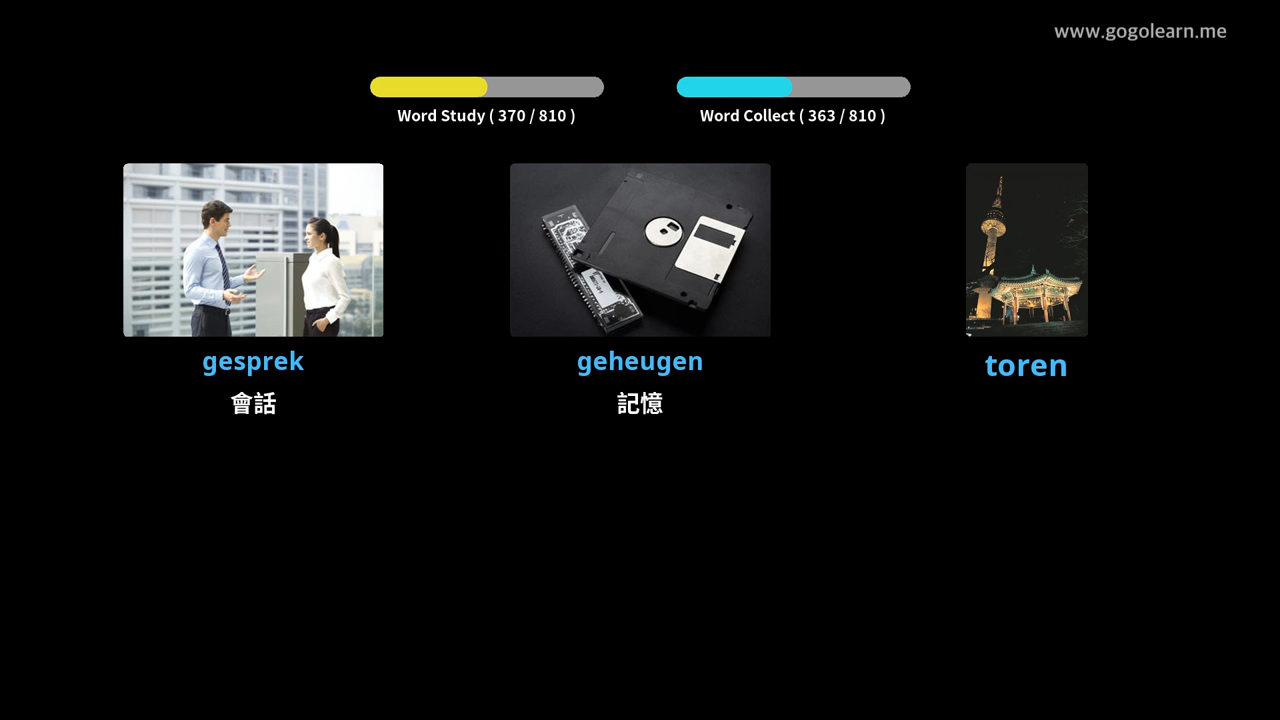 www.gogolearn.me
Word Study ( 370 / 810 )
Word Collect ( 363 / 810 )
gesprek
會話
geheugen
記憶
toren